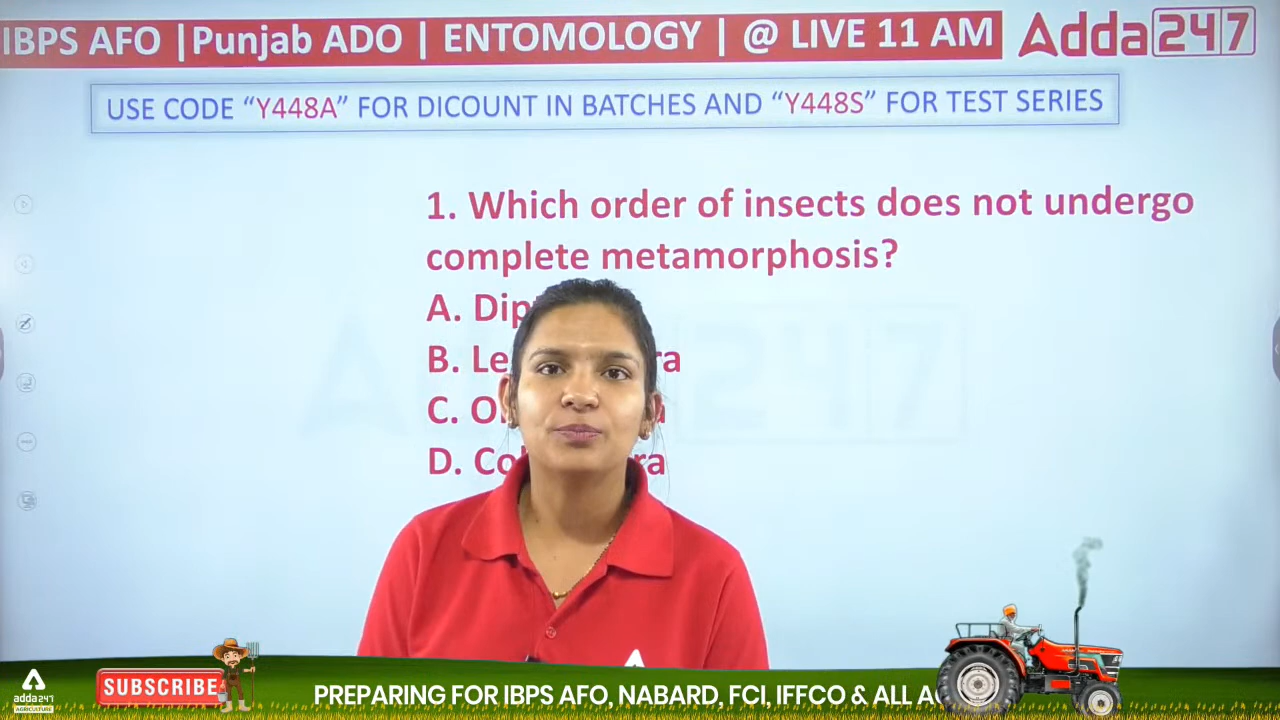 IBPS AFO |Punjab ADO | ENTOMOLOGY | @ LIVE 11 AM
Adda247
USE CODE “Y448A” FOR DICOUNT IN BATCHES AND “Y448S” FOR TEST SERIES
1. Which order of insects does not undergo
complete metamorphosis?
A.
B.
C.
D.
SUBSCRIBE
adda247
AGRICULTURE
PREPARING FOR IBPS AFO, NABARD, FCI, IFFCO & ALL